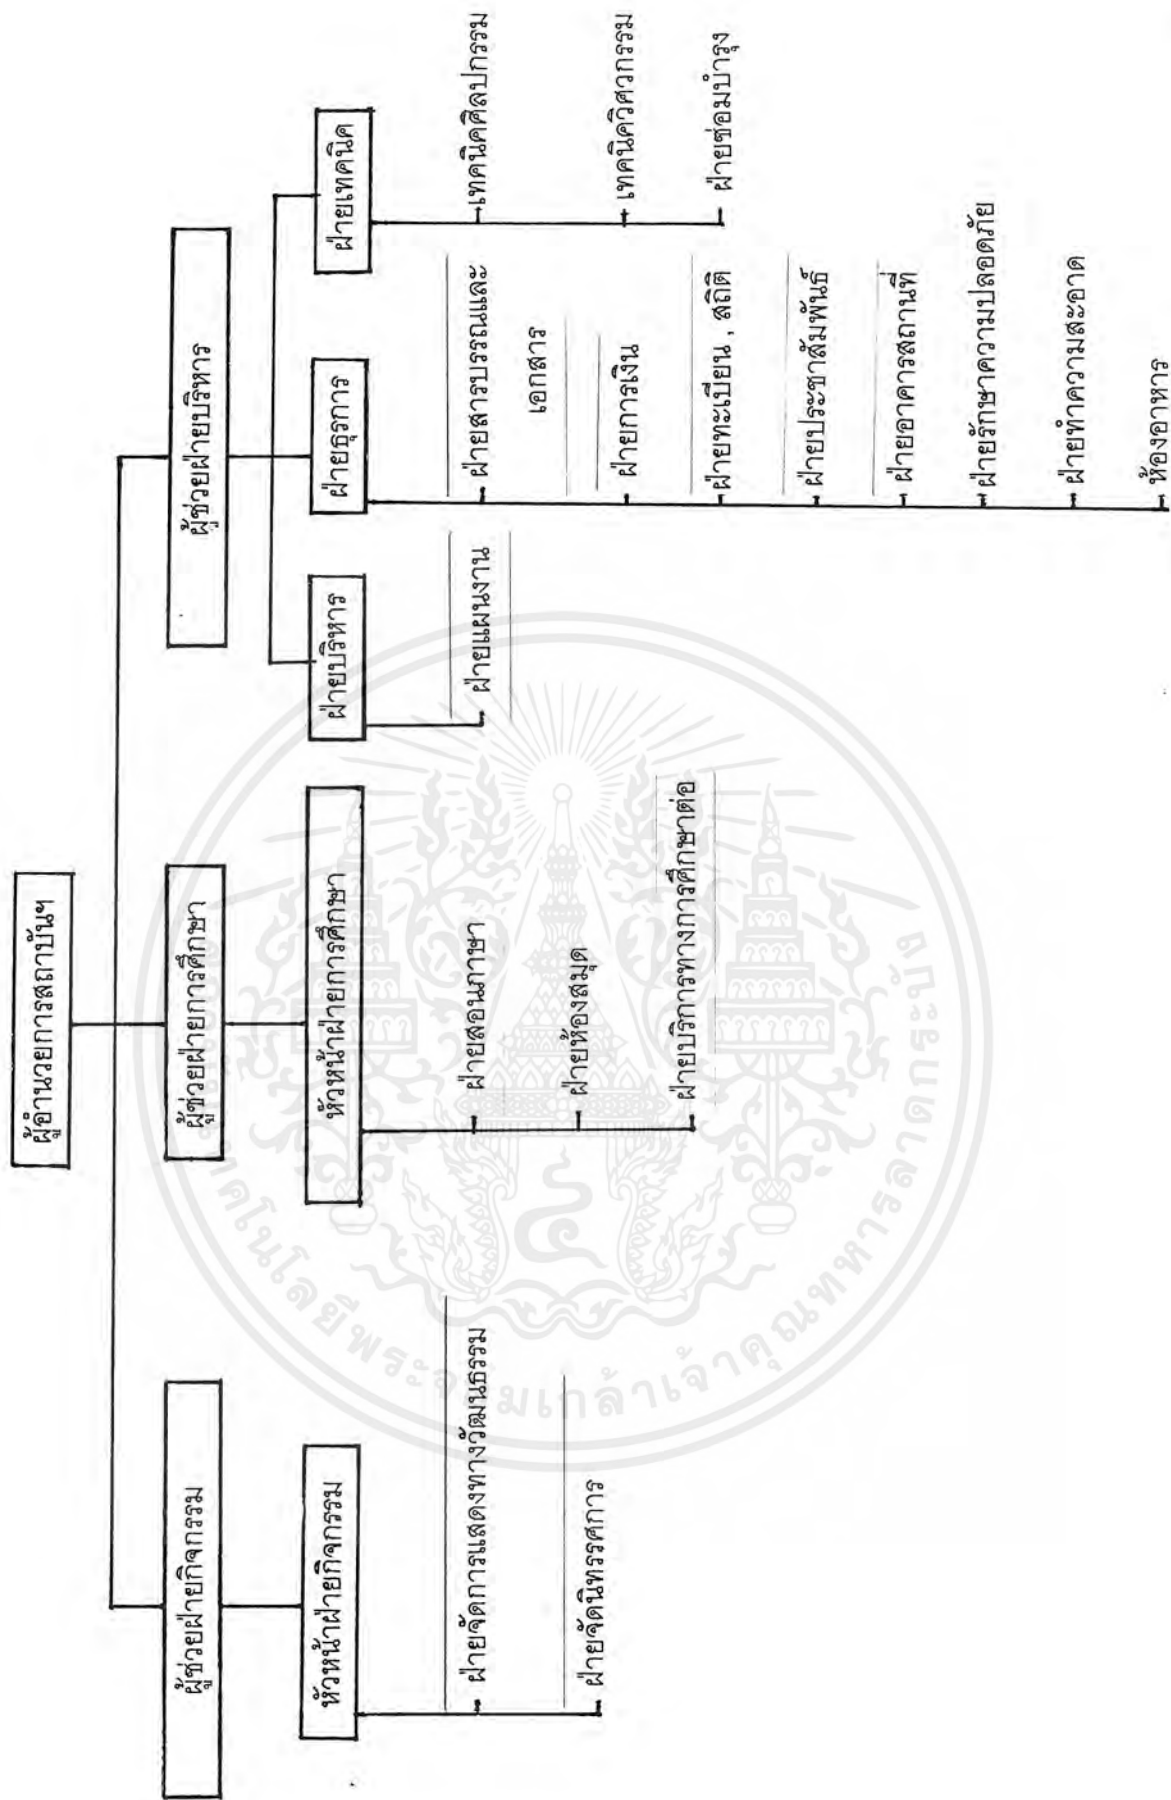 ผู้อำนวยการสถาบันฯ
ผู้ช่วยฝ่ายกิจกรรม
ผู้ช่วยฝ่ายการศึกษา
ผู้ช่วยฝ่ายบริหาร
หัวหน้าฝ่ายกิจกรรม
หัวหน้าฝ่ายการศึกษา
ฝ่ายบริหาร
ฝ่ายธุรการ
ฝ่ายเทคนิค
ฝ่ายจัดการแสดงทางวัฒนธรรม
ฝ่ายจัดนิทรรศการ
ฝ่ายสอนภาษา
ฝ่ายห้องสมุด
ฝ่ายบริการทางการศึกษาต่อ
ฝ่ายแผนงาน
ฝ่ายสารบรรณและ
เอกสาร
ฝ่ายการเงิน
ฝ่ายทะเบียน , สถิติ
ฝ่ายประชาสัมพันธ์
ฝ่ายอาคารสถานที่
ฝ่ายรักษาความปลอดภัย
ฝ่ายทำความสะอาด
ห้องอาหาร
เทคนิคศิลปกรรม
เทคนิควิศวกรรม
ฝ่ายซ่อมบำรุง